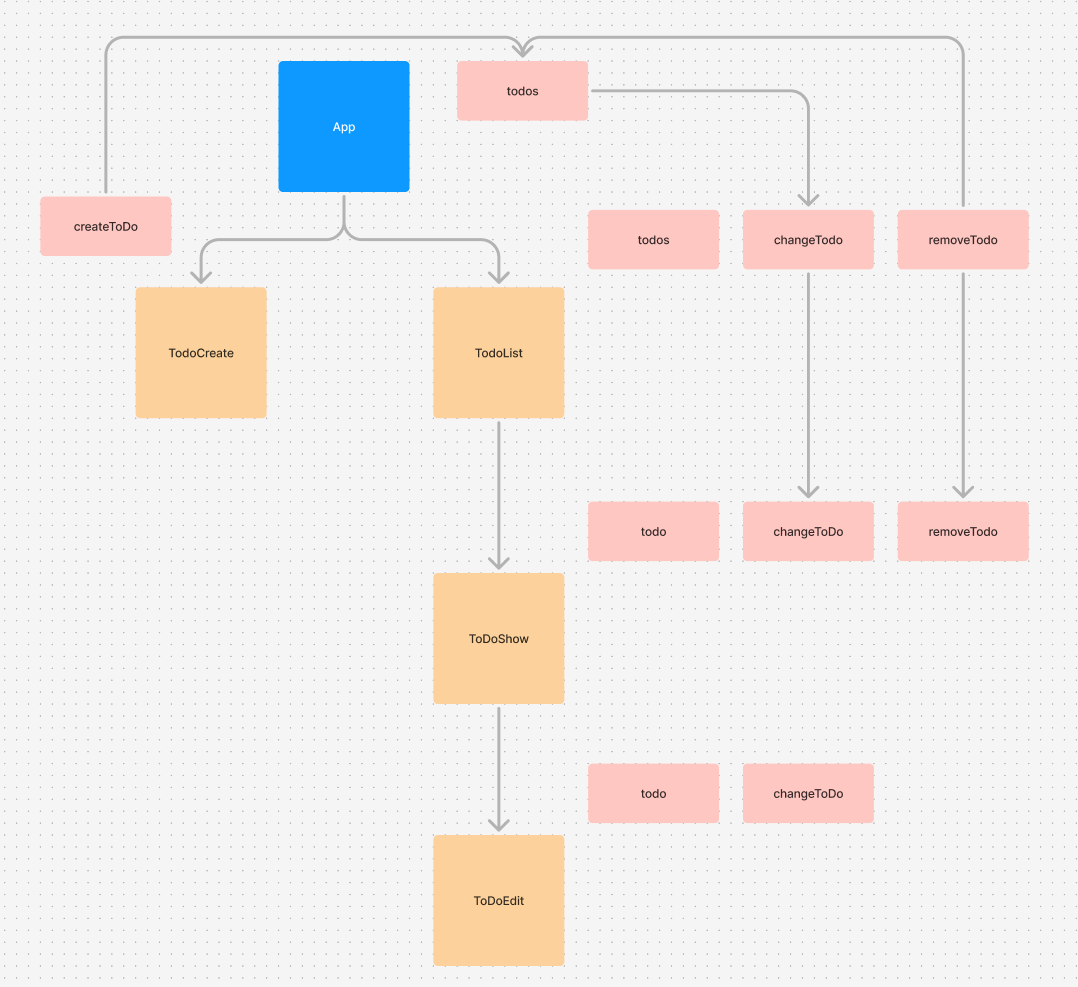 todos
App
createToDo
todos
changeTodo
removeTodo
TodoCreate
TodoList
todo
changeToDo
removeTodo
ToDoShow
todo
changeToDo
ToDoEdit